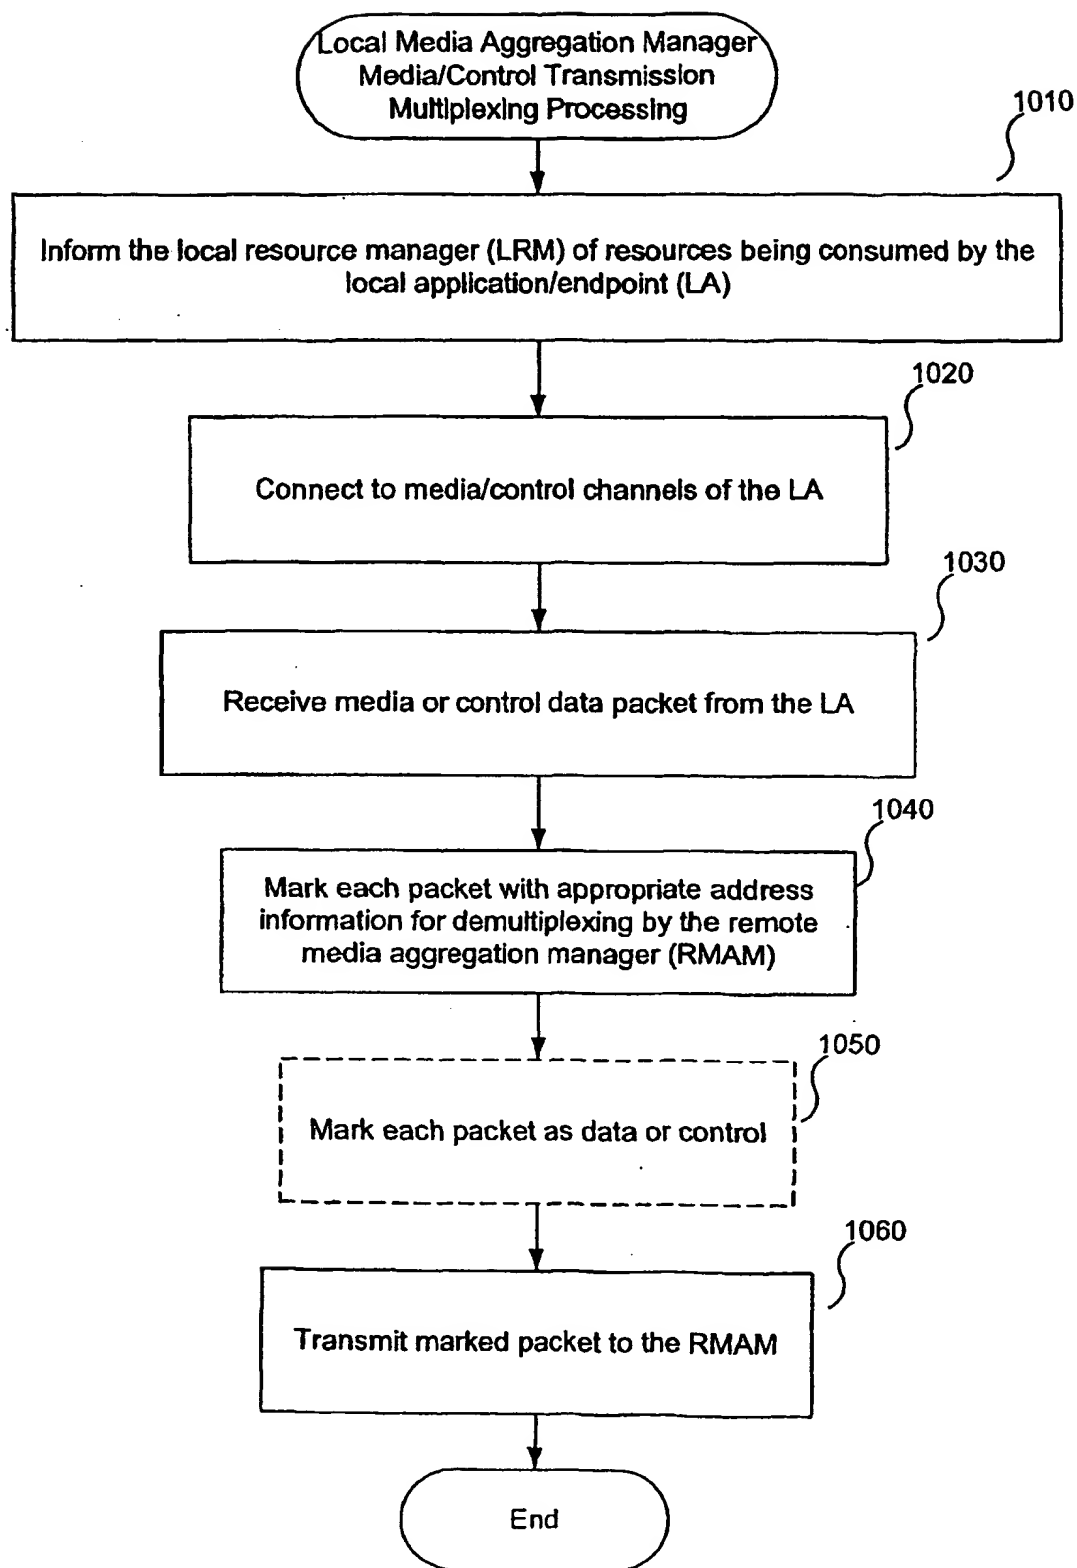 Local Media Aggregation Manager
Media/Control Transmission
Multiplexing Processing
1010
Inform the local resource manager (LRM) of resources being consumed by the
local application/endpoint (LA)
1020
Connect to media/control channels of the LA
1030
Receive media or control data packet from the LA
1040
Mark each packet with appropriate address
information for demultiplexing by the remote
media aggregation manager (RMAM)
1050
Mark each packet as data or control
1060
Transmit marked packet to the RMAM
End